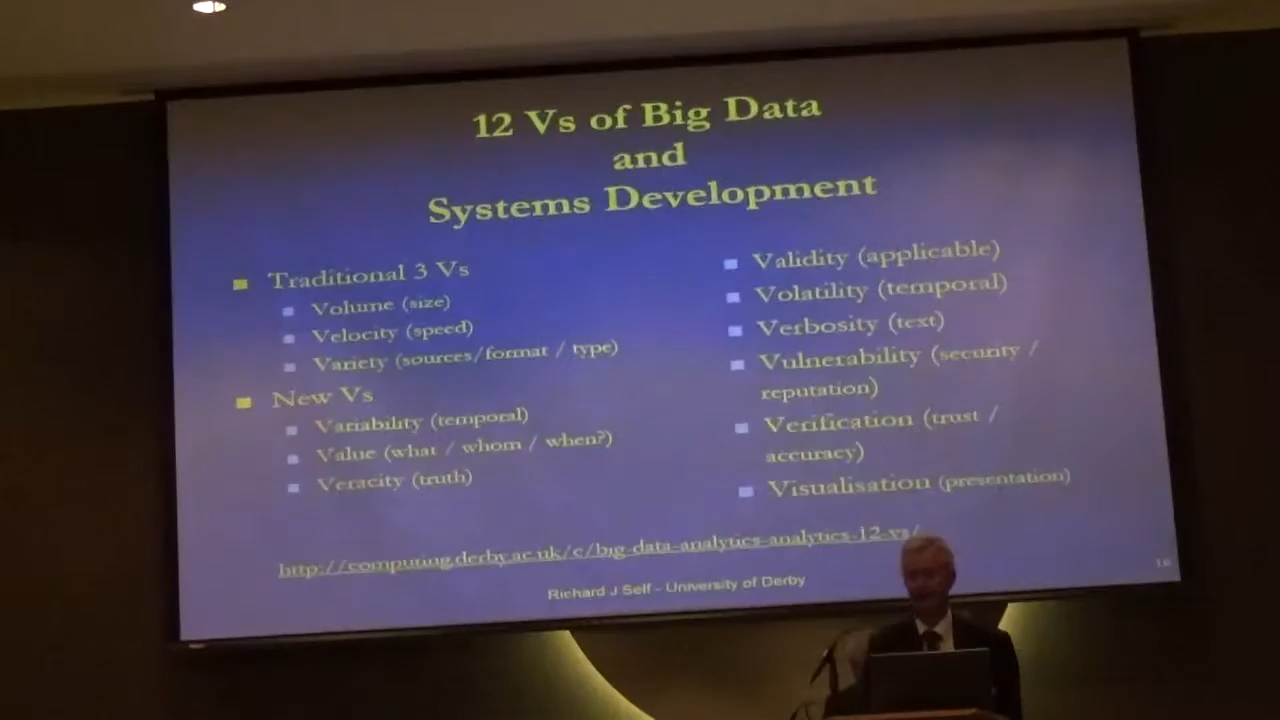 12 Vs of Big Data
and
Systems Development
Traditional 3 Vs
Volume (size)
Velocity (speed)
Variety (sources/format / type)
New Vs
Variability (temporal)
Value (what / whom / when?)
Veracity (truth)
Validity (applicable)
Volatility (temporal)
Verbosity (text)
Vulnerability (security /
reputation)
Verification (trust /
accuracy)
Visualisation (presentation)
http://computing.derby.ac.uk/c/big-data-analytics-analytics-12-vs/
Richard J Self - University of Derby